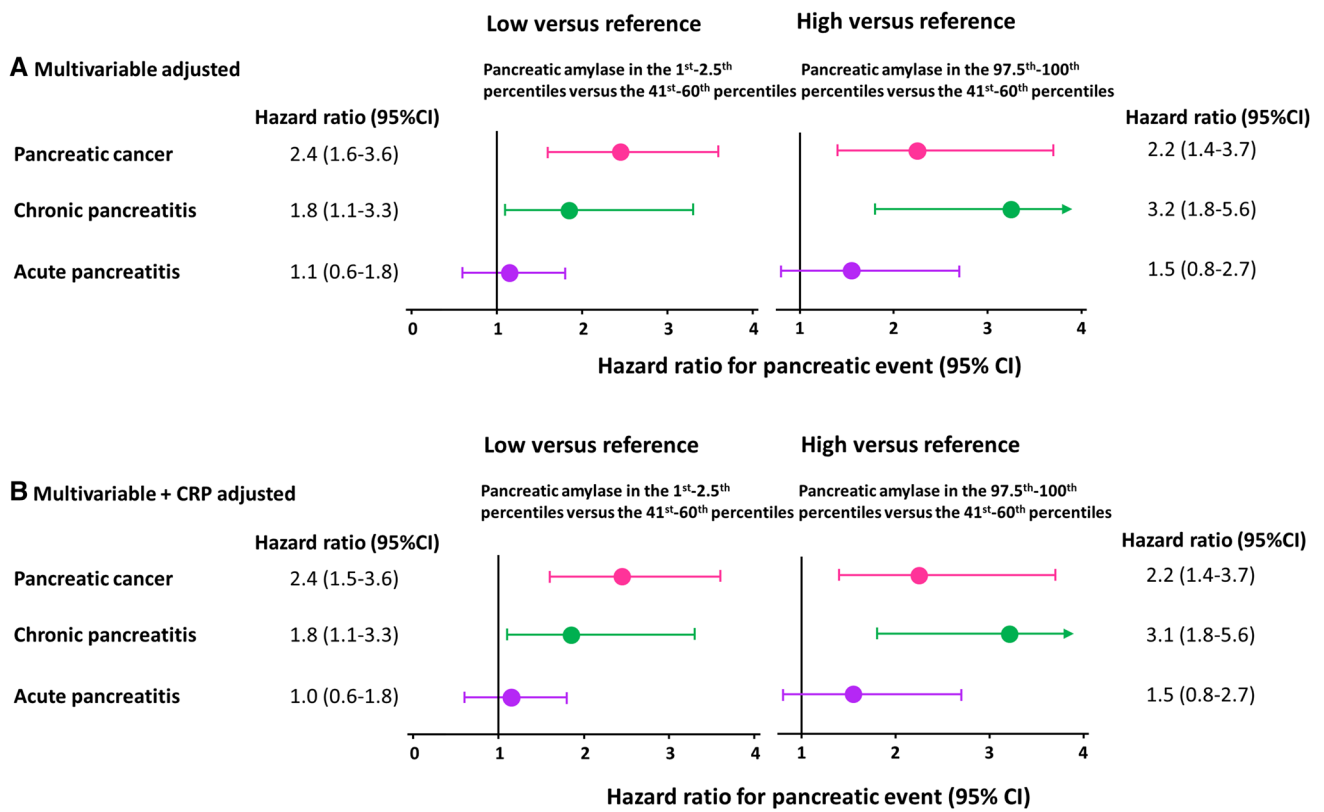 Low versus reference
High versus reference
A Multivariable adjusted
Pancreatic amylase in the 1st-2.5th
percentiles versus the 41st-60th percentiles
Pancreatic amylase in the 97.5th-100th
percentiles versus the 41st-60th percentiles
Hazard ratio (95%CI)
Hazard ratio (95%CI)
Pancreatic cancer
2.4 (1.6-3.6)
2.2 (1.4-3.7)
Chronic pancreatitis
1.8 (1.1-3.3)
3.2 (1.8-5.6)
Acute pancreatitis
1.1 (0.6-1.8)
1.5 (0.8-2.7)
0 1 2 3 4
1 2 3 4
Hazard ratio for pancreatic event (95% CI)
Low versus reference
High versus reference
B Multivariable + CRP adjusted
Pancreatic amylase in the 1st-2.5th
percentiles versus the 41st-60th percentiles
Pancreatic amylase in the 97.5th-100th
percentiles versus the 41st-60th percentiles
Hazard ratio (95%CI)
Hazard ratio (95%CI)
Pancreatic cancer
2.4 (1.5-3.6)
2.2 (1.4-3.7)
Chronic pancreatitis
1.8 (1.1-3.3)
3.1 (1.8-5.6)
Acute pancreatitis
1.0 (0.6-1.8)
1.5 (0.8-2.7)
0 1 2 3 4
1 2 3 4
Hazard ratio for pancreatic event (95% CI)